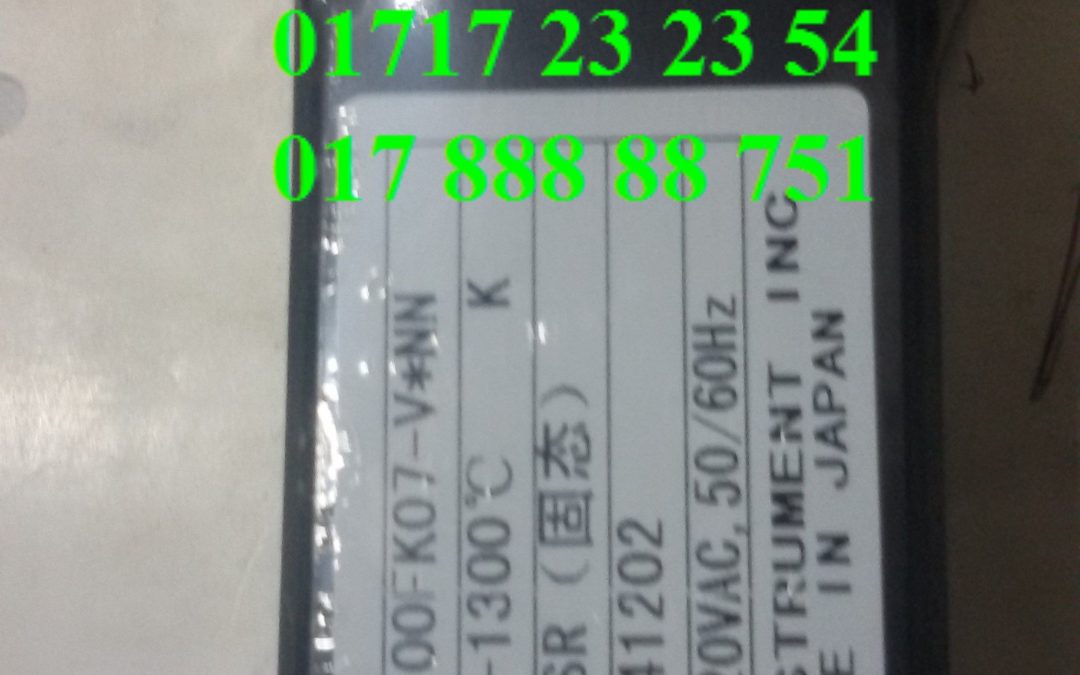 01717 23 23 54
017 888 88 751
00FK07-V*NN
-1300℃ K
SR (固态)
41202
20VAC, 50/60Hz
STRUMENT INC
E IN JAPAN